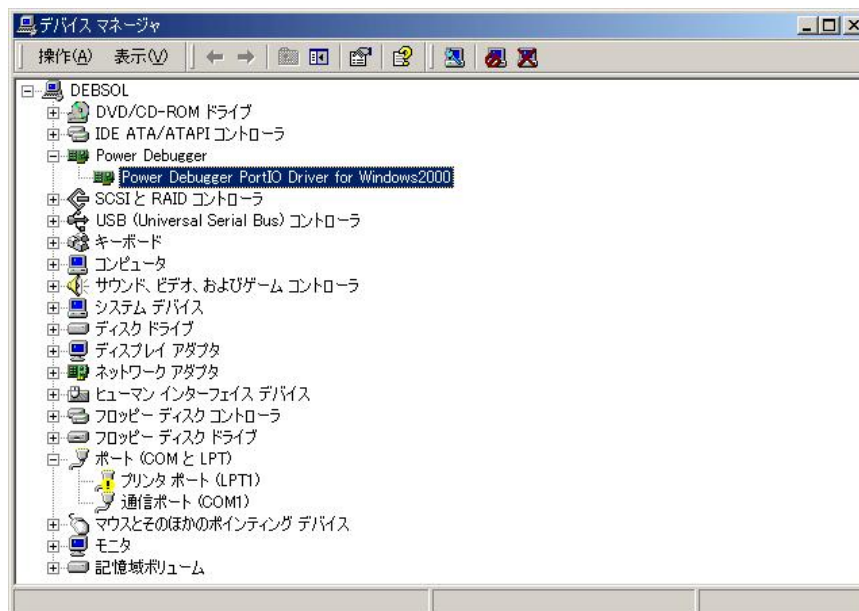 デバイス マネージャ
操作(A) 表示(V)
DEBSOL
DVD/CD-ROM ドライブ
IDE ATA/ATAPI コントローラ
Power Debugger
Power Debugger PortIO Driver for Windows2000
SCSI と RAID コントローラ
USB (Universal Serial Bus) コントローラ
キーボード
コンピュータ
サウンド、ビデオ、およびゲーム コントローラ
システム デバイス
ディスク ドライブ
ディスプレイ アダプタ
ネットワーク アダプタ
ヒューマン インターフェイス デバイス
フロッピー ディスク コントローラ
フロッピー ディスク ドライブ
ポート (COM と LPT)
プリンタ ポート (LPT1)
通信ポート (COM1)
マウスとそのほかのポインティング デバイス
モニタ
記憶域ボリューム